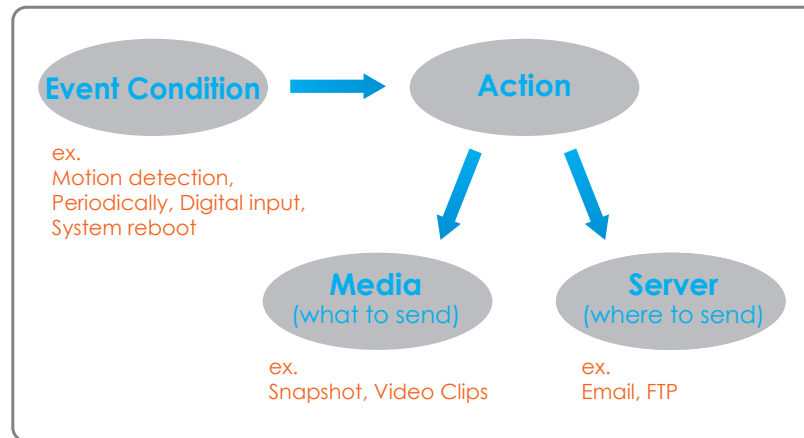 Event Condition
Action
ex.
Motion detection,
Periodically, Digital input,
System reboot
Media
(what to send)
Server
(where to send)
ex.
Snapshot, Video Clips
ex.
Email, FTP